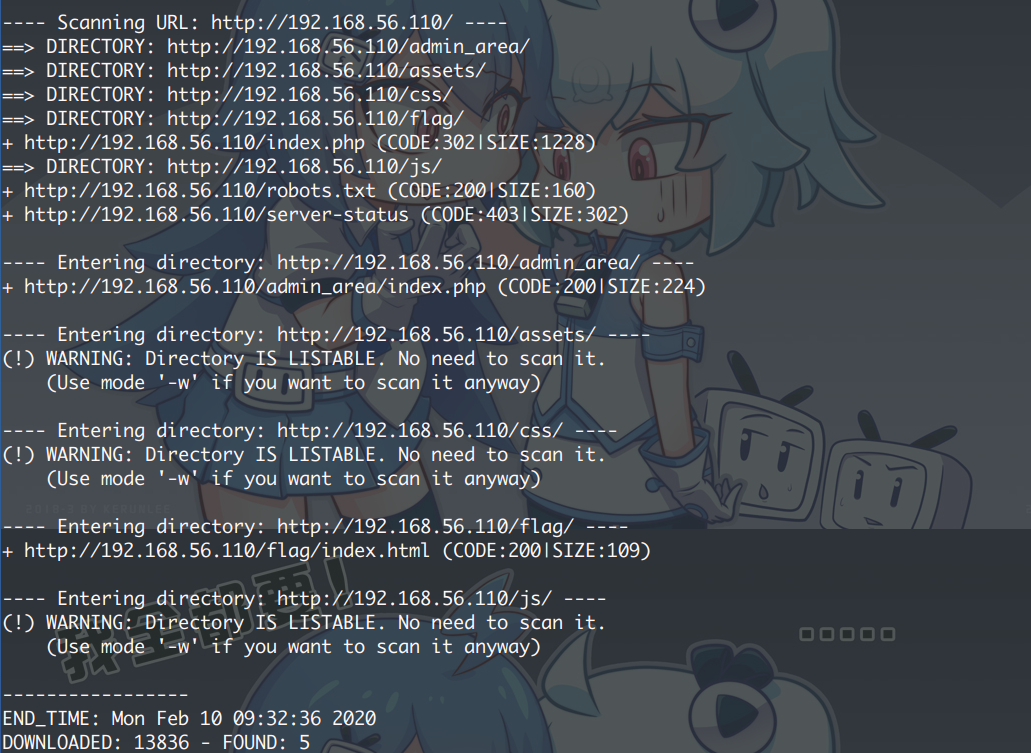 ---- Scanning URL: http://192.168.56.110/ ----
==> DIRECTORY: http://192.168.56.110/admin_area/
==> DIRECTORY: http://192.168.56.110/assets/
==> DIRECTORY: http://192.168.56.110/css/
==> DIRECTORY: http://192.168.56.110/flag/
+ http://192.168.56.110/index.php (CODE:302|SIZE:1228)
==> DIRECTORY: http://192.168.56.110/js/
+ http://192.168.56.110/robots.txt (CODE:200|SIZE:160)
+ http://192.168.56.110/server-status (CODE:403|SIZE:302)

---- Entering directory: http://192.168.56.110/admin_area/ ----
+ http://192.168.56.110/admin_area/index.php (CODE:200|SIZE:224)

---- Entering directory: http://192.168.56.110/assets/ ----
(!) WARNING: Directory IS LISTABLE. No need to scan it.
    (Use mode '-w' if you want to scan it anyway)

---- Entering directory: http://192.168.56.110/css/ ----
(!) WARNING: Directory IS LISTABLE. No need to scan it.
    (Use mode '-w' if you want to scan it anyway)

---- Entering directory: http://192.168.56.110/flag/ ----
+ http://192.168.56.110/flag/index.html (CODE:200|SIZE:109)

---- Entering directory: http://192.168.56.110/js/ ----
(!) WARNING: Directory IS LISTABLE. No need to scan it.
    (Use mode '-w' if you want to scan it anyway)
我全都要!

-----------------
END_TIME: Mon Feb 10 09:32:36 2020
DOWNLOADED: 13836 - FOUND: 5